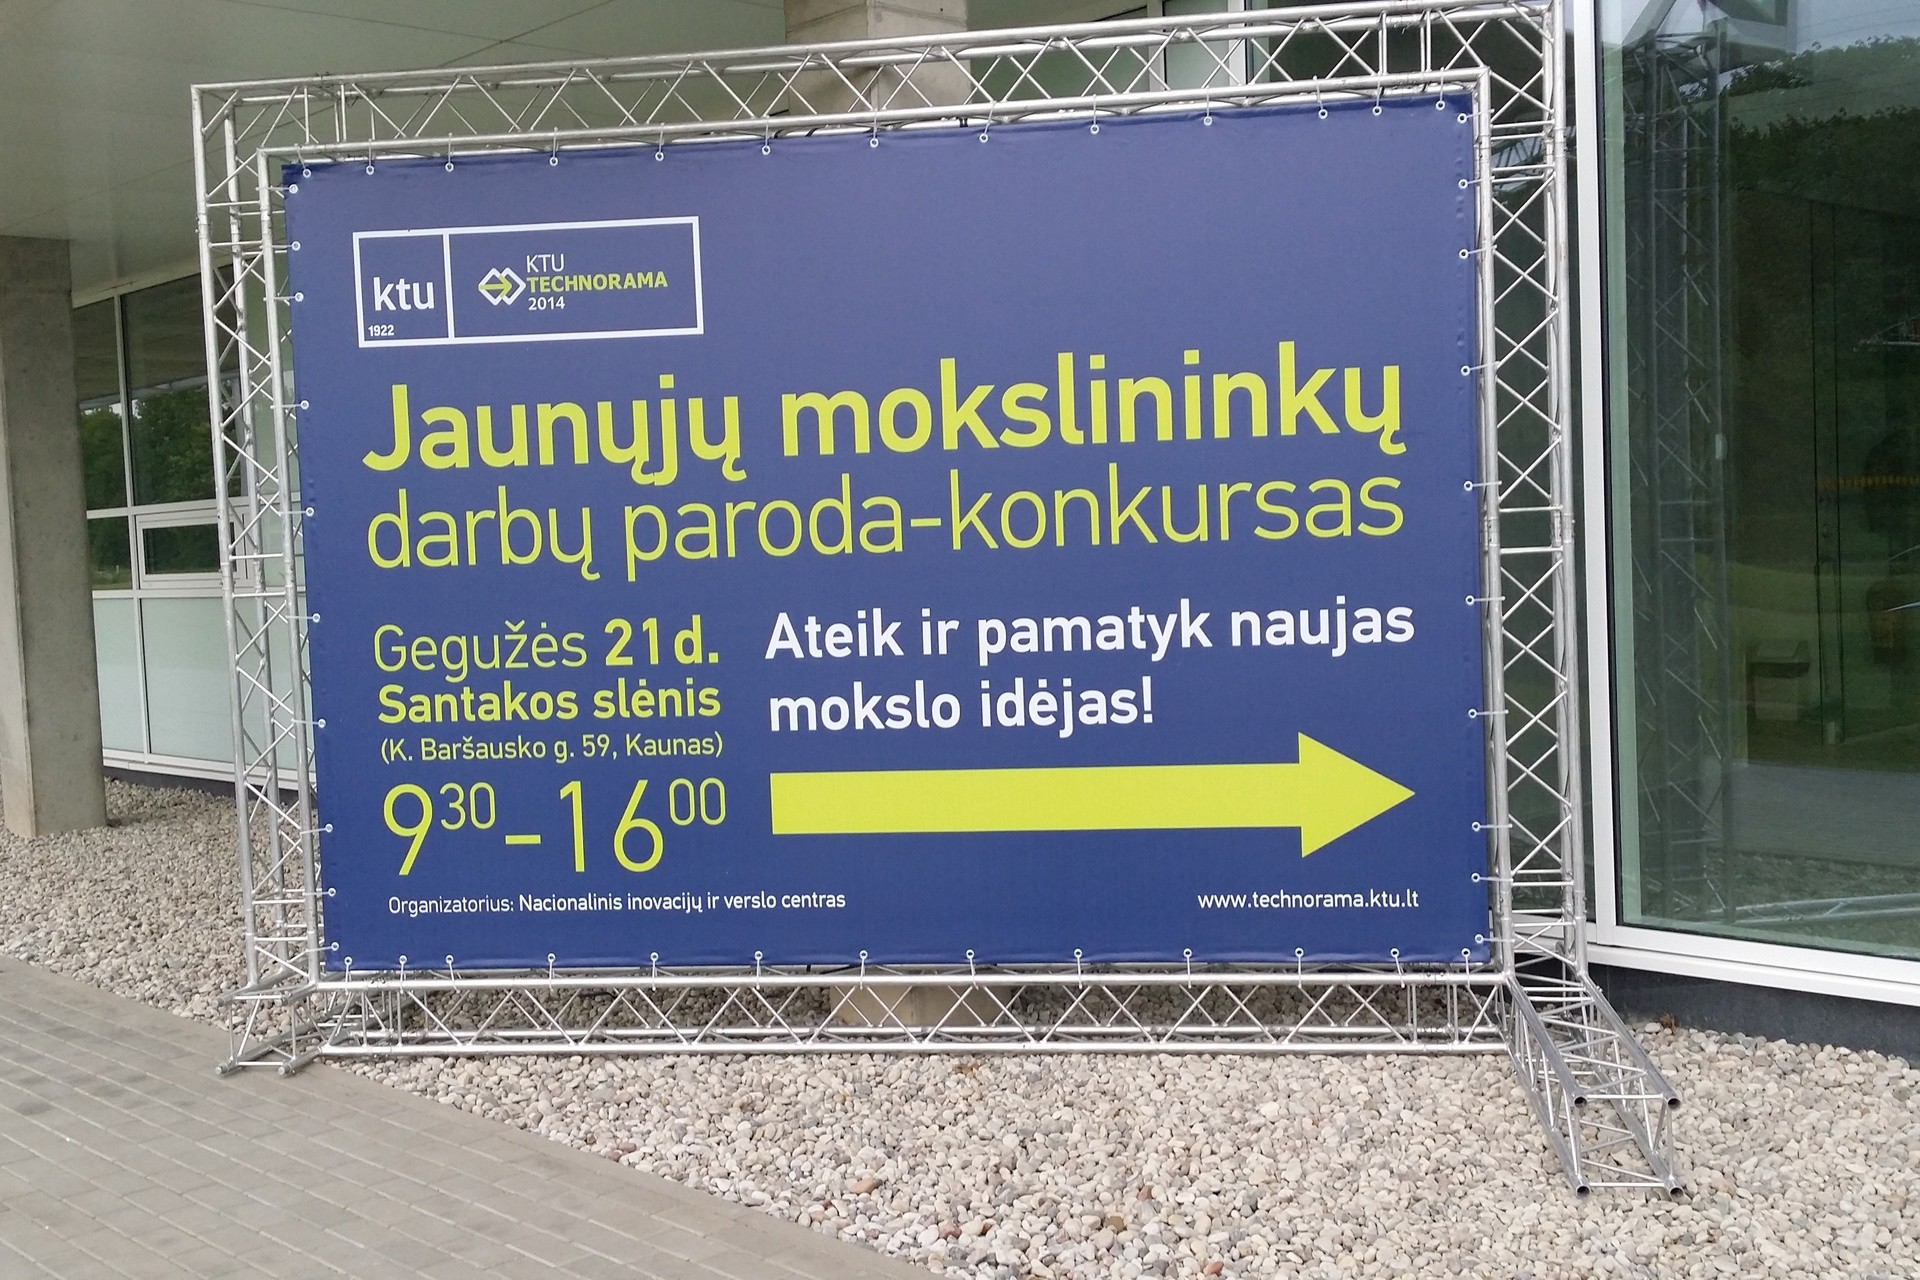 ktu
1922
KTU
TECHNORAMA
2014
Jaunųjų mokslininkų
darbų paroda-konkursas
Gegužės 21 d.
Santakos slėnis
(K. Baršausko g. 59, Kaunas)
9³⁰-16⁰⁰
Ateik ir pamatyk naujas
mokslo idėjas!
Organizatorius: Nacionalinis inovacijų ir verslo centras
www.technorama.ktu.lt